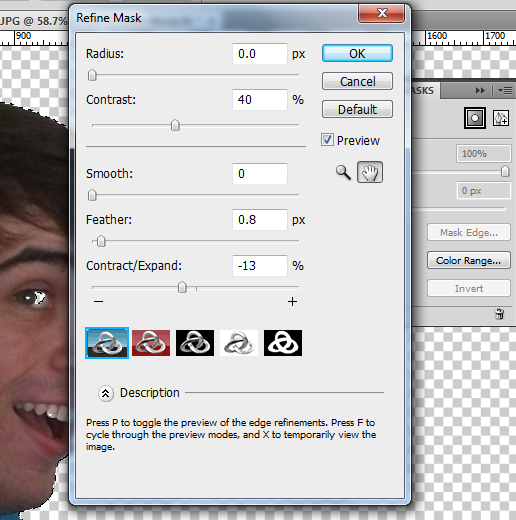 Refine Mask
.JPG @ 58.7%
900
1600
1700
Radius:
0.0 px
OK
Contrast:
40 %
Cancel
Default
Preview
Smooth:
0
Feather:
0.8 px
Contract/Expand:
-13 %
− +
Description
Press P to toggle the preview of the edge refinements. Press F to
cycle through the preview modes, and X to temporarily view the
image.
ASKS
100%
0 px
Mask Edge...
Color Range...
Invert